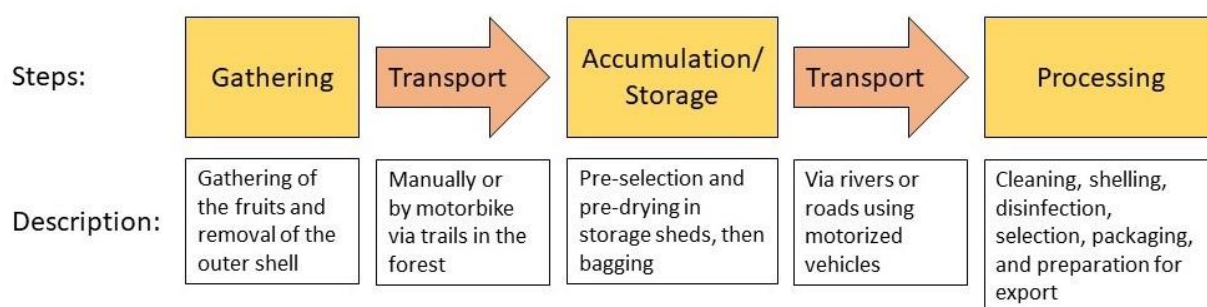 Steps:
Gathering
Transport
Accumulation/
Storage
Transport
Processing
Description:
Gathering of
the fruits and
removal of the
outer shell
Manually or
by motorbike
via trails in the
forest
Pre-selection and
pre-drying in
storage sheds, then
bagging
Via rivers or
roads using
motorized
vehicles
Cleaning, shelling,
disinfection,
selection, packaging,
and preparation for
export